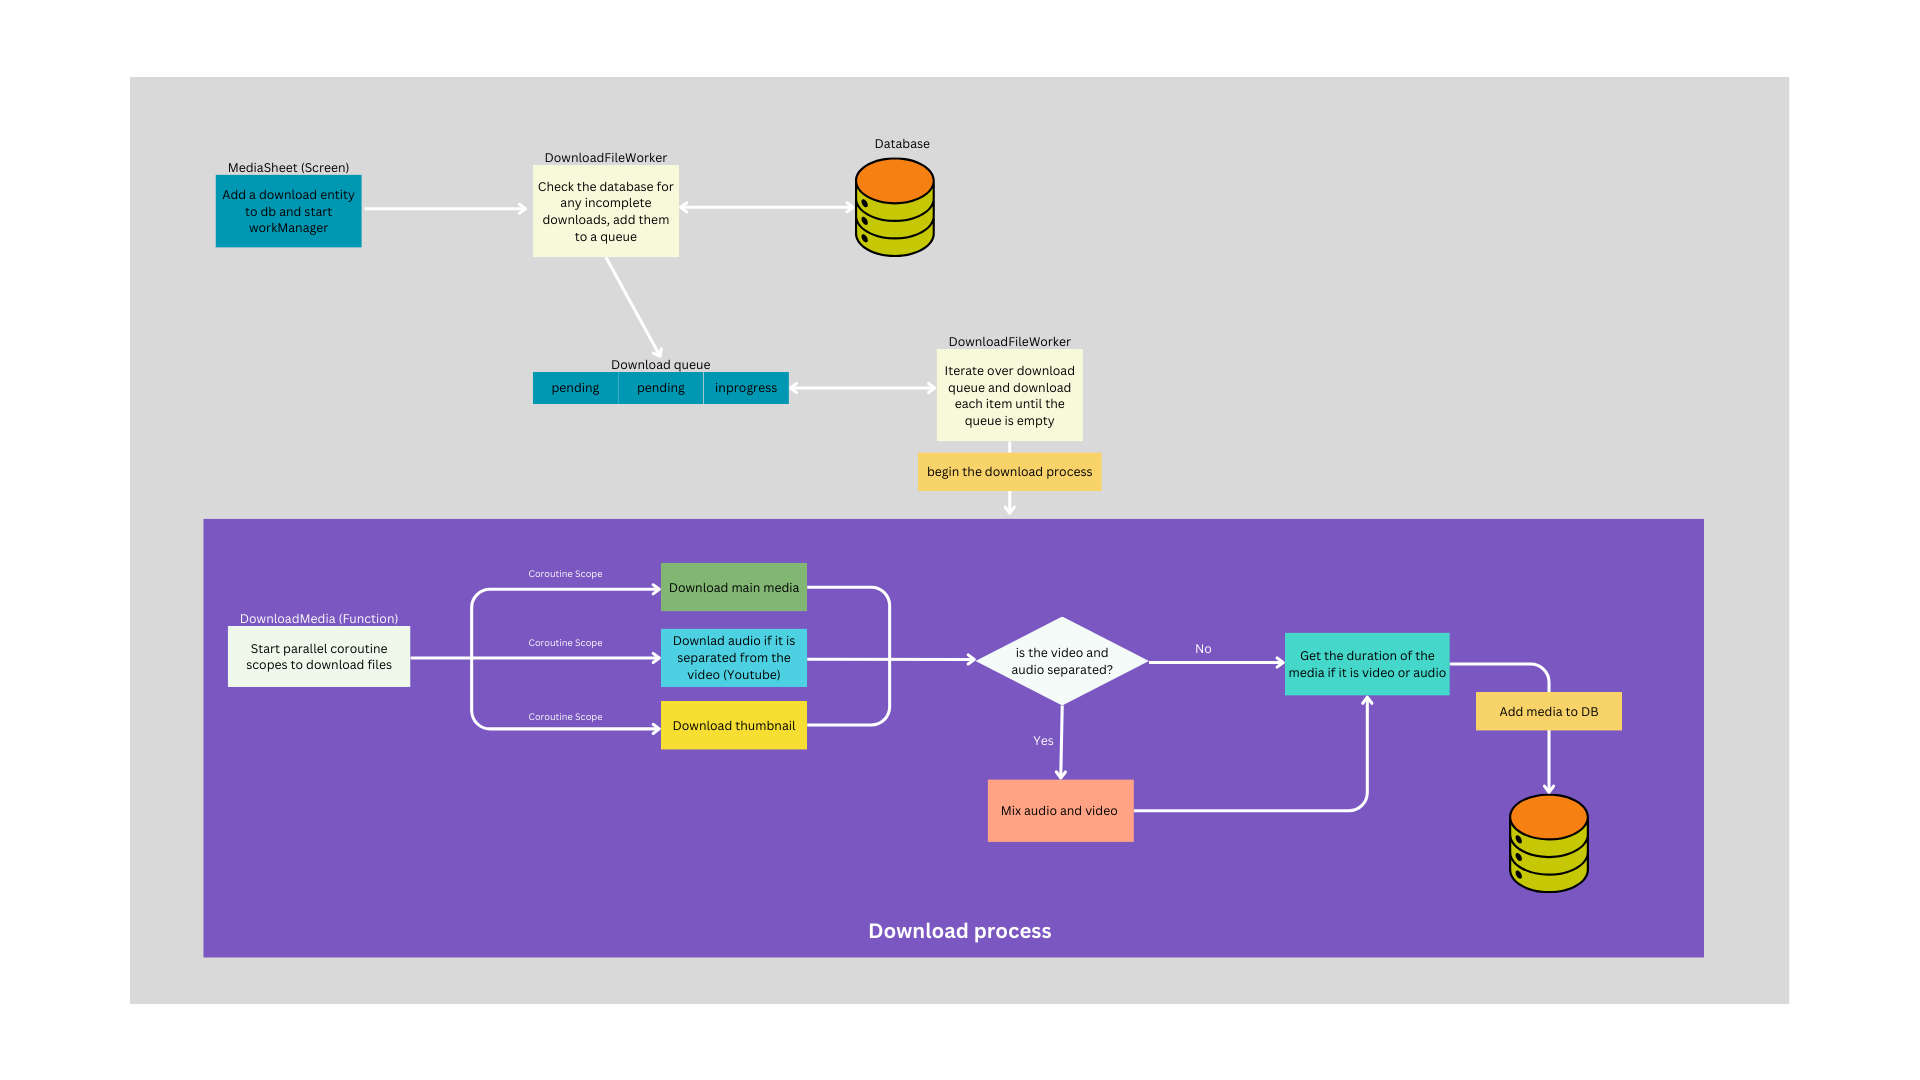 Database
DownloadFileWorker
MediaSheet (Screen)
Add a download entity
to db and start
workManager
Check the database for
any incomplete
downloads, add them
to a queue
DownloadFileWorker
Download queue
pending
pending
inprogress
Iterate over download
queue and download
each item until the
queue is empty
begin the download process
DownloadMedia (Function)
Start parallel coroutine
scopes to download files
Coroutine Scope
Coroutine Scope
Coroutine Scope
Download main media
Downlad audio if it is
separated from the
video (Youtube)
Download thumbnail
is the video and
audio separated?
No
Yes
Mix audio and video
Get the duration of the
media if it is video or audio
Add media to DB
Download process